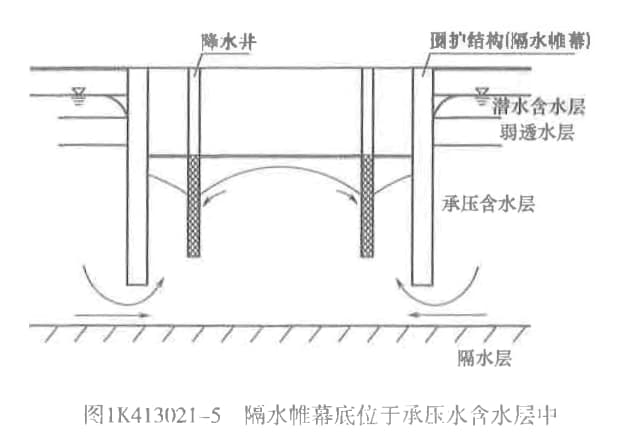 降水井
围护结构(隔水帷幕)
潜水含水层
弱透水层
承压含水层
隔水层
图1K413021-5 隔水帷幕底位于承压水含水层中